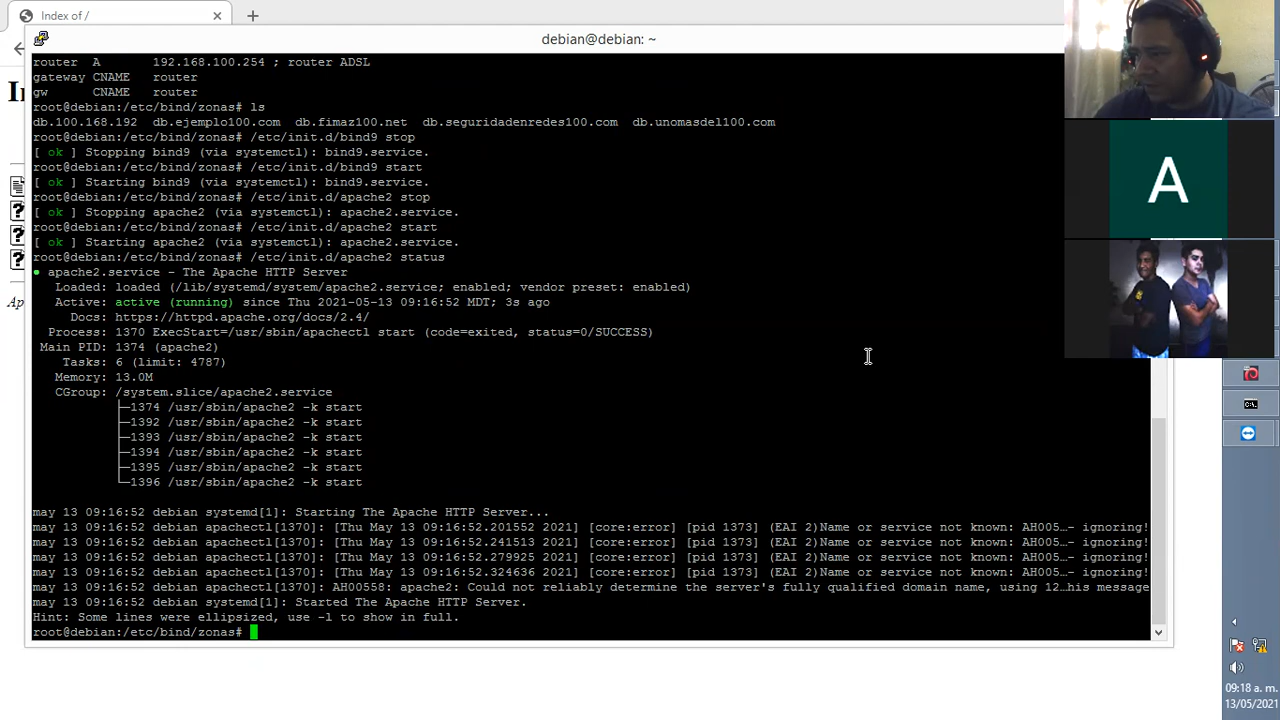 Index of /
debian@debian: ~
router  A      192.168.100.254 ; router ADSL
gateway CNAME   router
gw      CNAME   router
root@debian:/etc/bind/zonas# ls
db.100.168.192  db.ejemplo100.com  db.fimaz100.net  db.seguridadenredes100.com  db.unomasdel100.com
root@debian:/etc/bind/zonas# /etc/init.d/bind9 stop
[ ok ] Stopping bind9 (via systemctl): bind9.service.
root@debian:/etc/bind/zonas# /etc/init.d/bind9 start
[ ok ] Starting bind9 (via systemctl): bind9.service.
root@debian:/etc/bind/zonas# /etc/init.d/apache2 stop
[ ok ] Stopping apache2 (via systemctl): apache2.service.
root@debian:/etc/bind/zonas# /etc/init.d/apache2 start
[ ok ] Starting apache2 (via systemctl): apache2.service.
root@debian:/etc/bind/zonas# /etc/init.d/apache2 status
● apache2.service - The Apache HTTP Server
Loaded: loaded (/lib/systemd/system/apache2.service; enabled; vendor preset: enabled)
Active: active (running) since Thu 2021-05-13 09:16:52 MDT; 3s ago
Docs: https://httpd.apache.org/docs/2.4/
Process: 1370 ExecStart=/usr/sbin/apachectl start (code=exited, status=0/SUCCESS)
Main PID: 1374 (apache2)
Tasks: 6 (limit: 4787)
Memory: 13.0M
CGroup: /system.slice/apache2.service
├─1374 /usr/sbin/apache2 -k start
├─1392 /usr/sbin/apache2 -k start
├─1393 /usr/sbin/apache2 -k start
├─1394 /usr/sbin/apache2 -k start
├─1395 /usr/sbin/apache2 -k start
└─1396 /usr/sbin/apache2 -k start
may 13 09:16:52 debian systemd[1]: Starting The Apache HTTP Server...
may 13 09:16:52 debian apachectl[1370]: [Thu May 13 09:16:52.201552 2021] [core:error] [pid 1373] (EAI 2)Name or service not known: AH005…- ignoring!
may 13 09:16:52 debian apachectl[1370]: [Thu May 13 09:16:52.241513 2021] [core:error] [pid 1373] (EAI 2)Name or service not known: AH005…- ignoring!
may 13 09:16:52 debian apachectl[1370]: [Thu May 13 09:16:52.279925 2021] [core:error] [pid 1373] (EAI 2)Name or service not known: AH005…- ignoring!
may 13 09:16:52 debian apachectl[1370]: [Thu May 13 09:16:52.324636 2021] [core:error] [pid 1373] (EAI 2)Name or service not known: AH005…- ignoring!
may 13 09:16:52 debian apachectl[1370]: AH00558: apache2: Could not reliably determine the server's fully qualified domain name, using 12…his message
may 13 09:16:52 debian systemd[1]: Started The Apache HTTP Server.
Hint: Some lines were ellipsized, use -l to show in full.
root@debian:/etc/bind/zonas#
A
C:\.
09:18 a. m.
13/05/2021